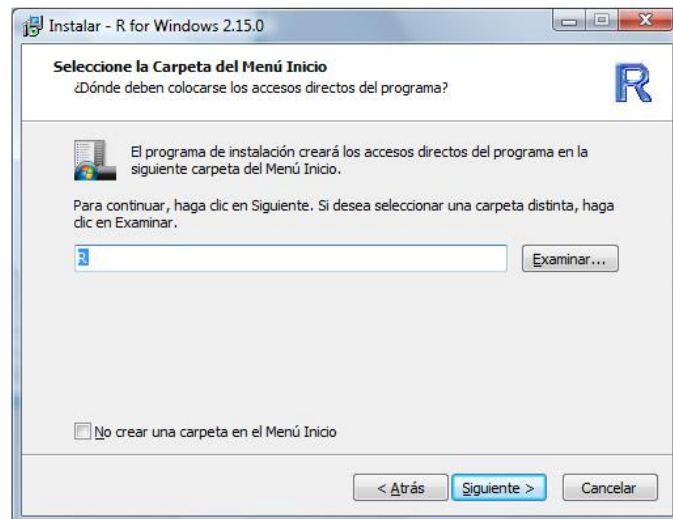 Instalar - R for Windows 2.15.0
Seleccione la Carpeta del Menú Inicio
¿Dónde deben colocarse los accesos directos del programa?
R
El programa de instalación creará los accesos directos del programa en la
siguiente carpeta del Menú Inicio.
Para continuar, haga clic en Siguiente. Si desea seleccionar una carpeta distinta, haga
clic en Examinar.
R
Examinar...
No crear una carpeta en el Menú Inicio
< Atrás
Siguiente >
Cancelar